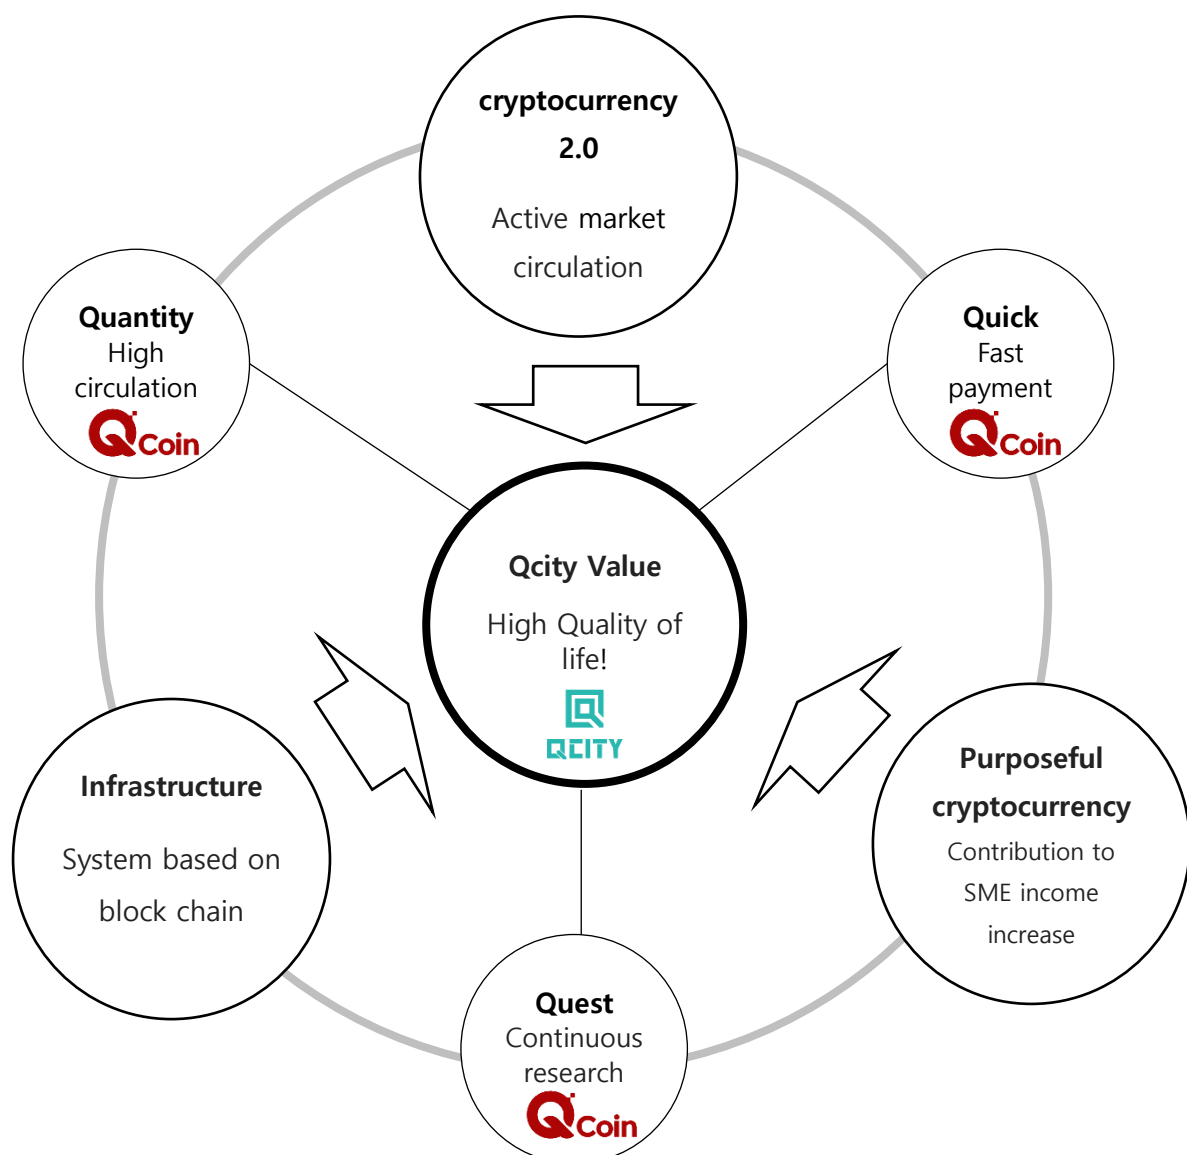 cryptocurrency
2.0
Active market
circulation
Quantity
High
circulation
Q Coin
Quick
Fast
payment
Q Coin
Qcity Value
High Quality of
life!
QCITY
Infrastructure
System based on
block chain
Purposeful
cryptocurrency
Contribution to
SME income
increase
Quest
Continuous
research
Q Coin